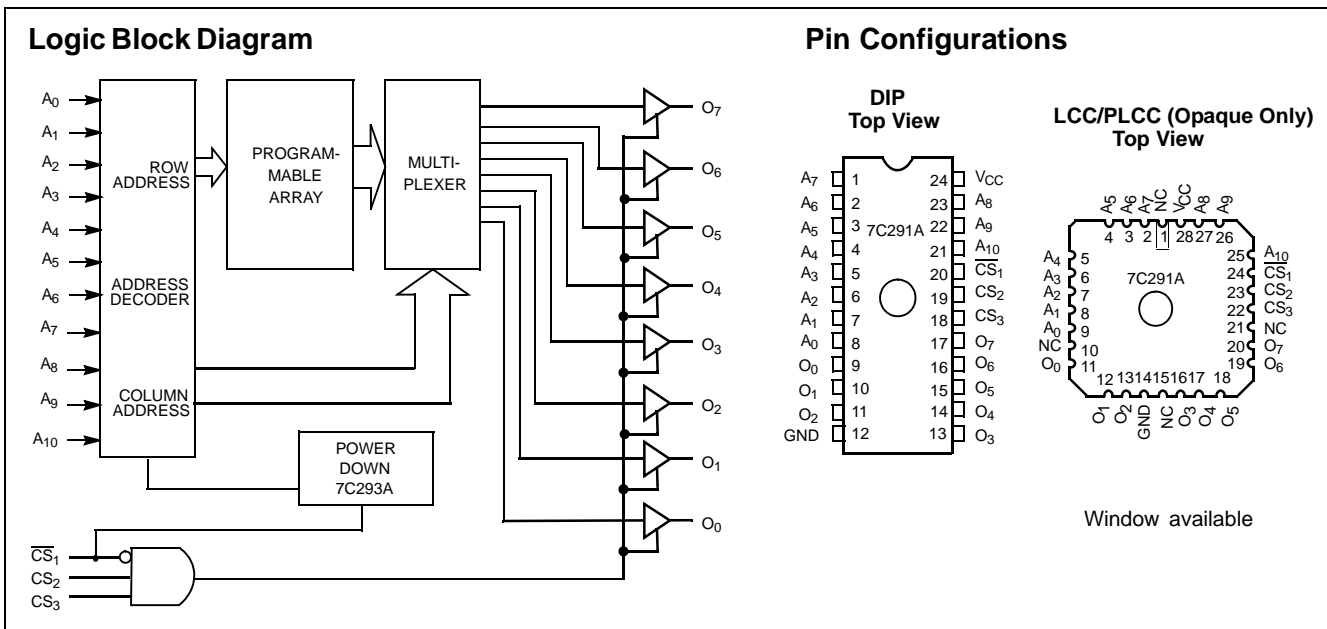 Logic Block Diagram
A0
A1
A2
A3
A4
A5
A6
A7
A8
A9
A10
ROW
ADDRESS
ADDRESS
DECODER
COLUMN
ADDRESS
PROGRAM-
MABLE
ARRAY
MULTI-
PLEXER
POWER
DOWN
7C293A
CS1
CS2
CS3
O7
O6
O5
O4
O3
O2
O1
O0
Pin Configurations
DIP
Top View
7C291A
A7 1 24 VCC
A6 2 23 A8
A5 3 22 A9
A4 4 21 A10
A3 5 20 CS1
A2 6 19 CS2
A1 7 18 CS3
A0 8 17 O7
O0 9 16 O6
O1 10 15 O5
O2 11 14 O4
GND 12 13 O3
LCC/PLCC (Opaque Only)
Top View
A5 A6 A7 NC VCC A8 A9
4 3 2 1 28 27 26
7C291A
A4 5 25 A10
A3 6 24 CS1
A2 7 23 CS2
A1 8 22 CS3
A0 9 21 NC
NC 10 20 O7
O0 11 19 O6
12 13 14 15 16 17 18
O1 O2 GND NC O3 O4 O5
Window available